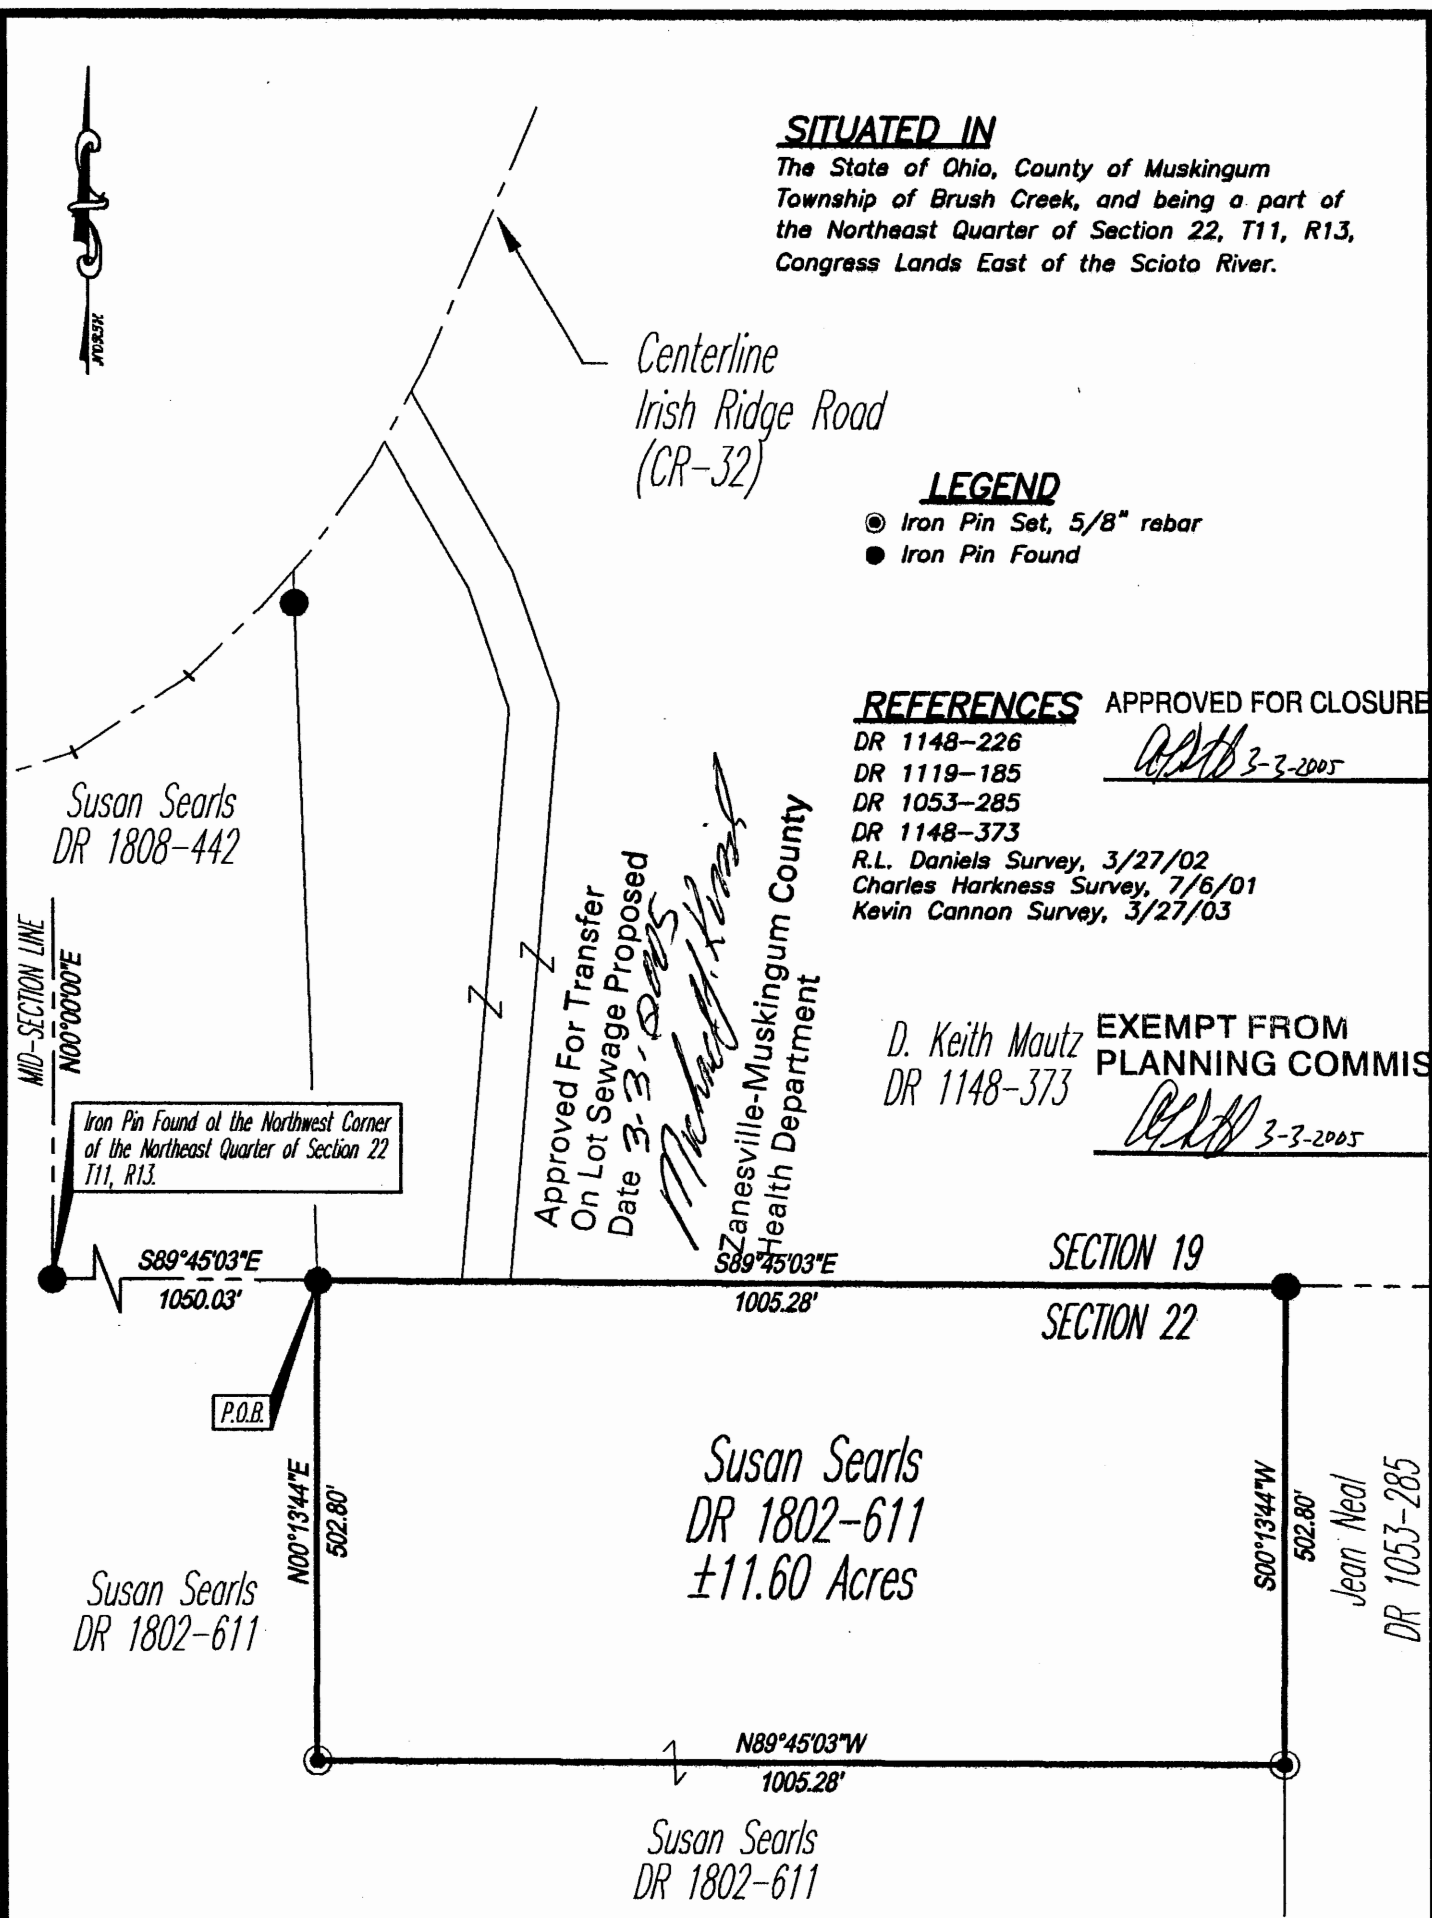 SITUATED IN
The State of Ohio, County of Muskingum
Township of Brush Creek, and being a part of
the Northeast Quarter of Section 22, T11, R13,
Congress Lands East of the Scioto River.
NORTH
Centerline
Irish Ridge Road
(CR-32)
LEGEND
Iron Pin Set, 5/8" rebar
Iron Pin Found
REFERENCES
DR 1148-226
DR 1119-185
DR 1053-285
DR 1148-373
R.L. Daniels Survey, 3/27/02
Charles Harkness Survey, 7/6/01
Kevin Cannon Survey, 3/27/03
APPROVED FOR CLOSURE
3-3-2005
Susan Searls
DR 1808-442
MID-SECTION LINE
N00°00'00"E
Approved For Transfer
On Lot Sewage Proposed
Date 3-3-2005
Zanesville-Muskingum County
Health Department
D. Keith Mautz
DR 1148-373
EXEMPT FROM
PLANNING COMMIS
3-3-2005
Iron Pin Found at the Northwest Corner
of the Northeast Quarter of Section 22
T11, R13.
S89°45'03"E
1050.03'
S89°45'03"E
1005.28'
SECTION 19
SECTION 22
P.O.B.
N00°13'44"E
502.80'
Susan Searls
DR 1802-611
±11.60 Acres
S00°13'44"W
502.80'
Jean Neal
DR 1053-285
Susan Searls
DR 1802-611
N89°45'03"W
1005.28'
Susan Searls
DR 1802-611